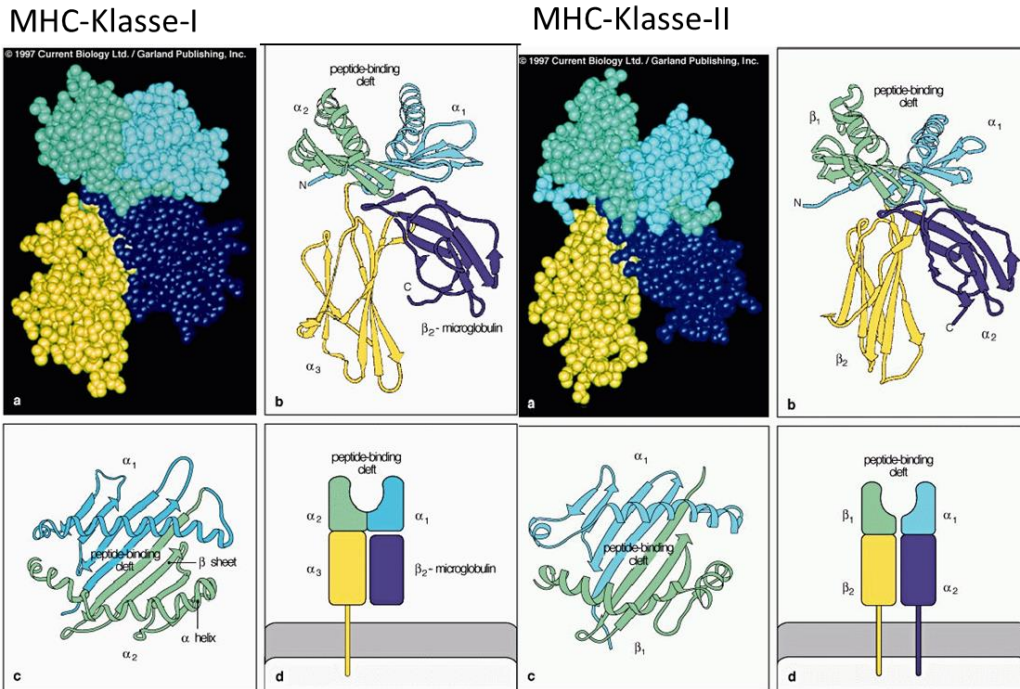 MHC-Klasse-I
© 1997 Current Biology Ltd. / Garland Publishing, Inc.
a
peptide-binding
cleft
α₂
α₁
N
C
β₂- microglobulin
α₃
b
α₁
peptide-binding
cleft
β sheet
α helix
α₂
c
peptide-binding
cleft
α₂
α₁
α₃
β₂- microglobulin
d
MHC-Klasse-II
© 1997 Current Biology Ltd. / Garland Publishing, Inc.
a
peptide-binding
cleft
β₁
α₁
N
C
α₂
β₂
b
α₁
peptide-binding
cleft
β₁
c
peptide-binding
cleft
β₁
α₁
β₂
α₂
d